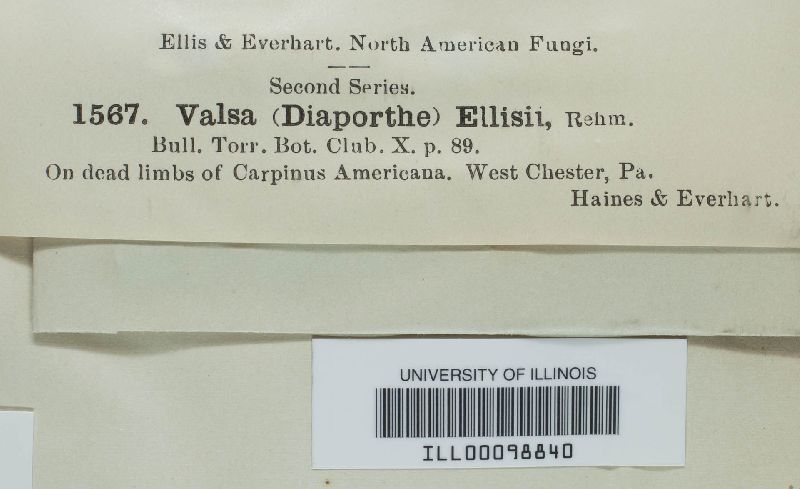 Ellis & Everhart. North American Fungi.
Second Series.
1567. Valsa (Diaporthe) Ellisii, Rehm.
Bull. Torr. Bot. Club. X. p. 89.
On dead limbs of Carpinus Americana. West Chester, Pa.
Haines & Everhart.
UNIVERSITY OF ILLINOIS
ILL00098840